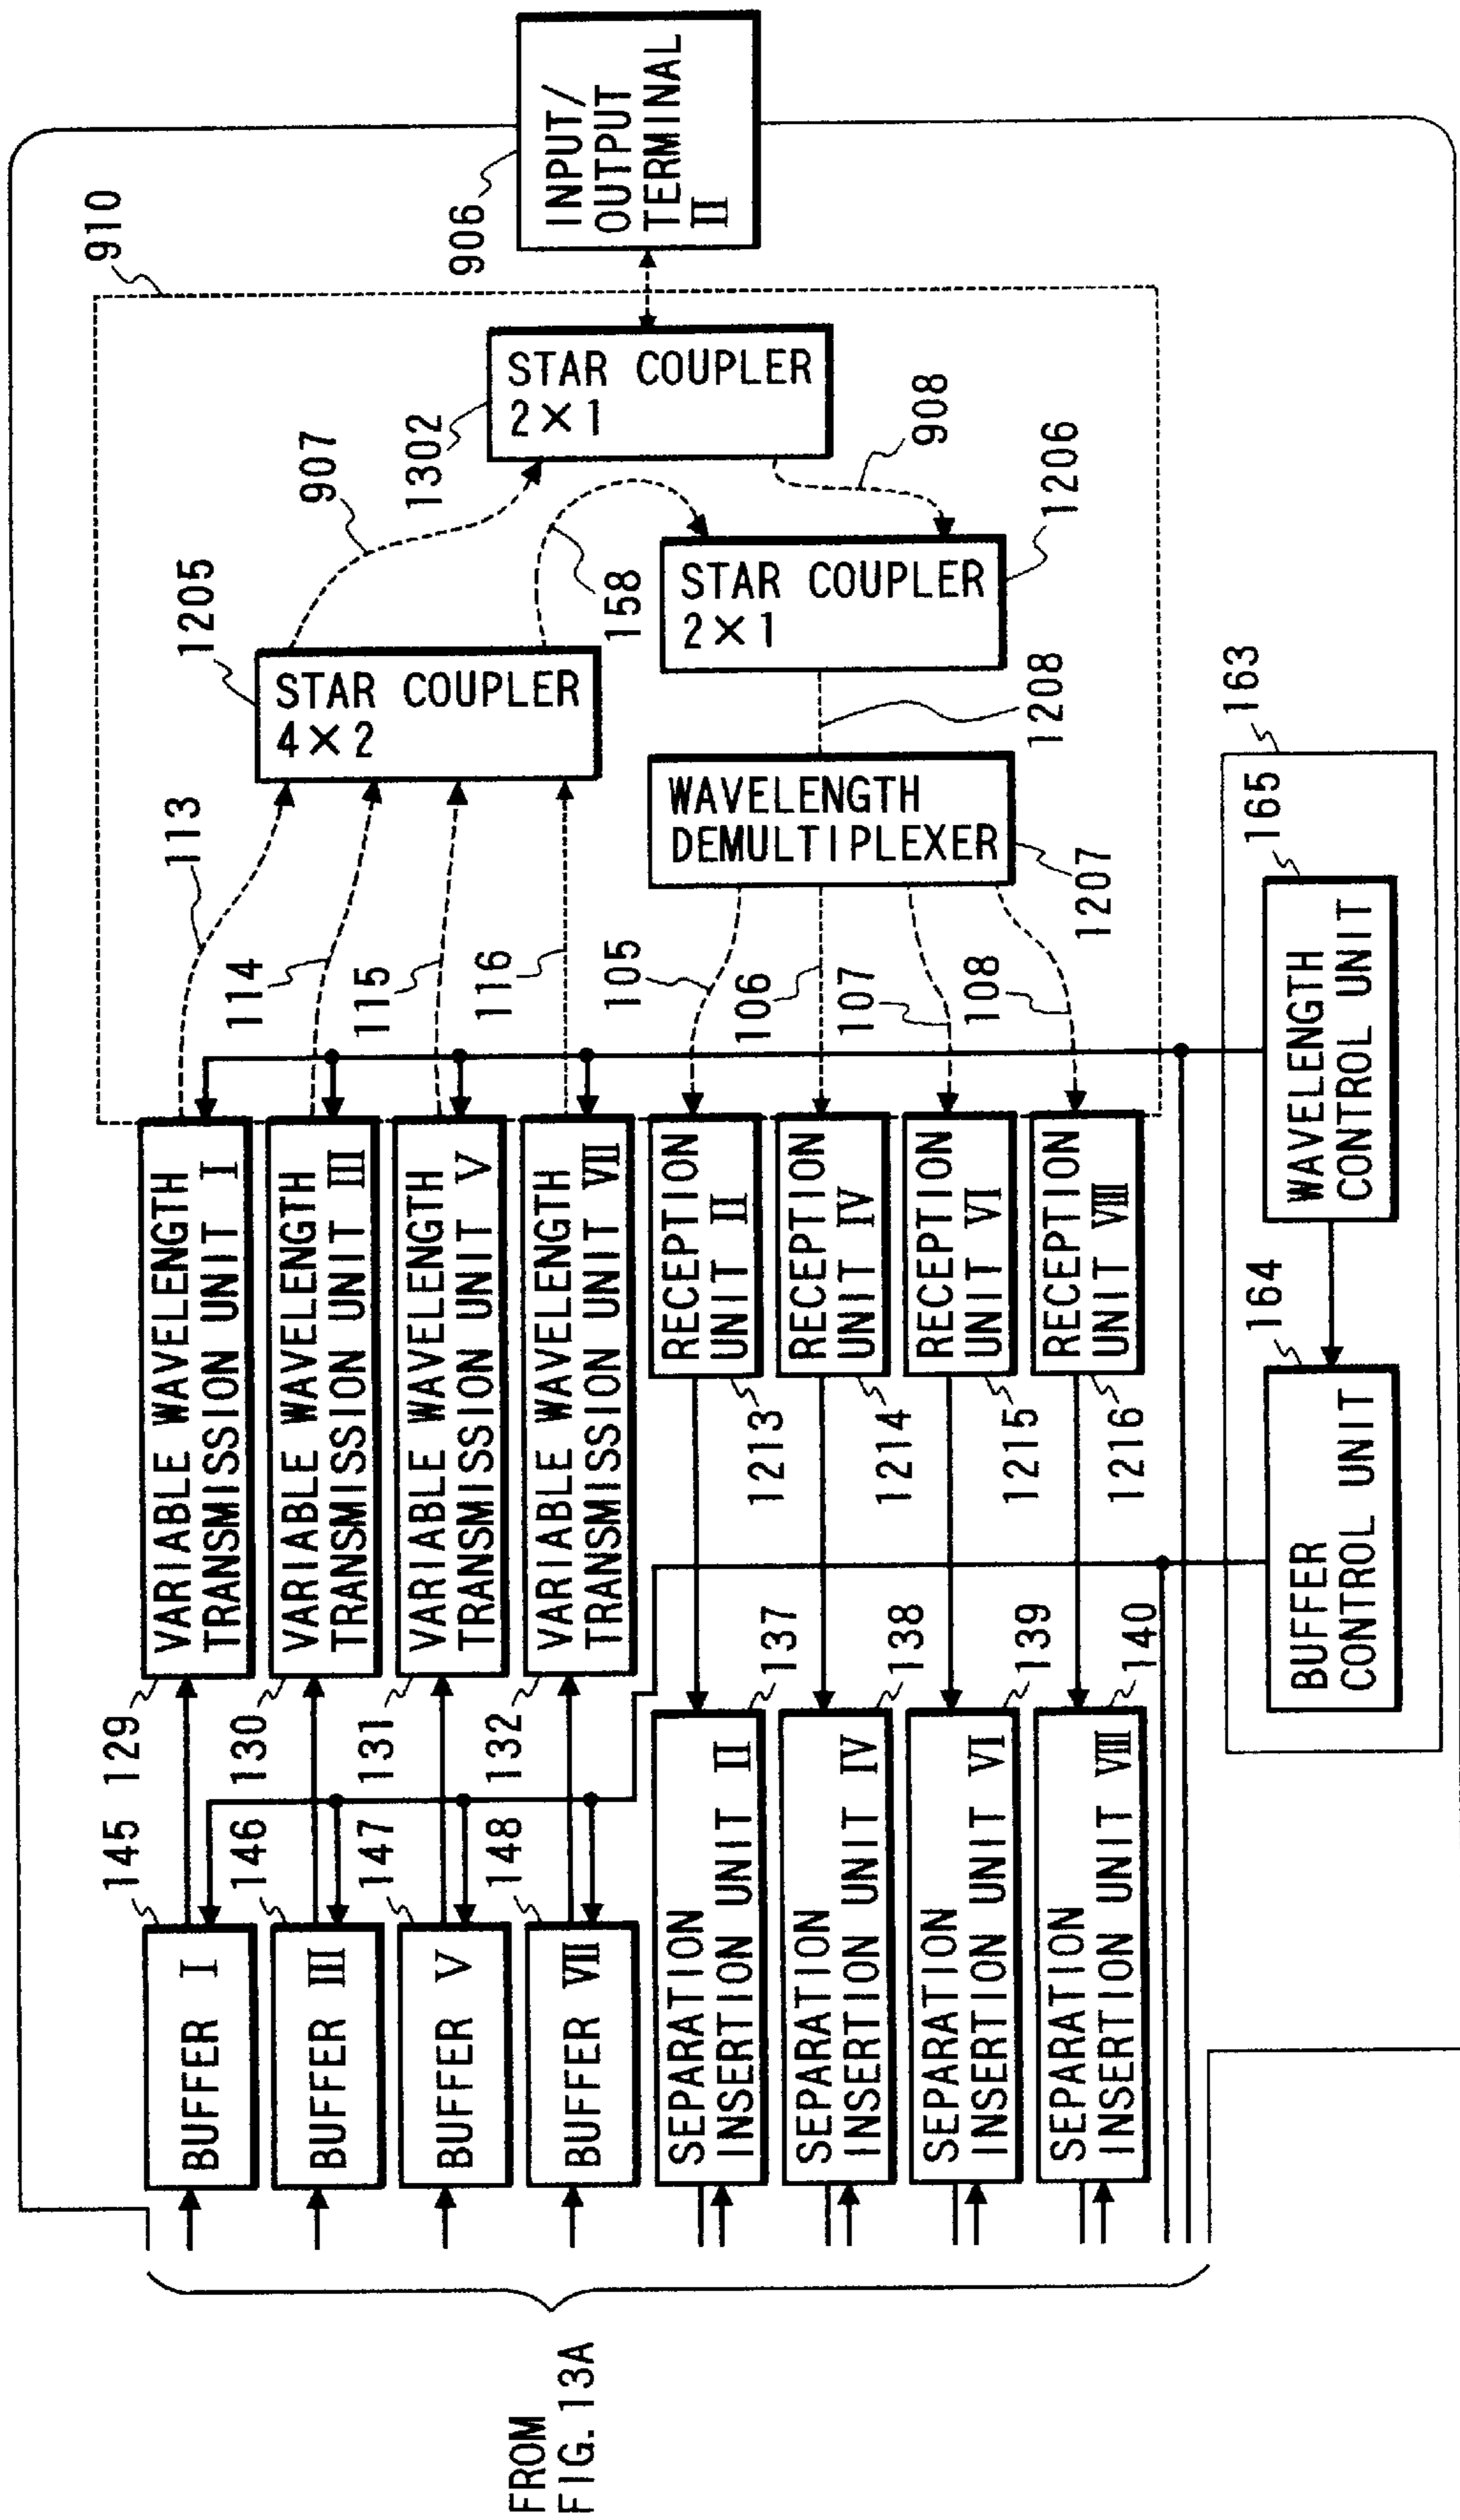 910
906
INPUT/
OUTPUT
TERMINAL
II
907
1302
STAR COUPLER
2×1
908
1205
STAR COUPLER
4×2
158
STAR COUPLER
2×1
1206
1208
113
114
115
116
WAVELENGTH
DEMULTIPLEXER
1207
105
106
107
108
163
165
WAVELENGTH
CONTROL UNIT
164
BUFFER
CONTROL UNIT
VARIABLE WAVELENGTH
TRANSMISSION UNIT I
129
VARIABLE WAVELENGTH
TRANSMISSION UNIT III
130
VARIABLE WAVELENGTH
TRANSMISSION UNIT V
131
VARIABLE WAVELENGTH
TRANSMISSION UNIT VII
132
RECEPTION
UNIT II
1213
RECEPTION
UNIT IV
1214
RECEPTION
UNIT VI
1215
RECEPTION
UNIT VIII
1216
145
BUFFER I
146
BUFFER III
147
BUFFER V
148
BUFFER VII
137
SEPARATION
INSERTION UNIT II
138
SEPARATION
INSERTION UNIT IV
139
SEPARATION
INSERTION UNIT VI
140
SEPARATION
INSERTION UNIT VIII
FROM
FIG.13A